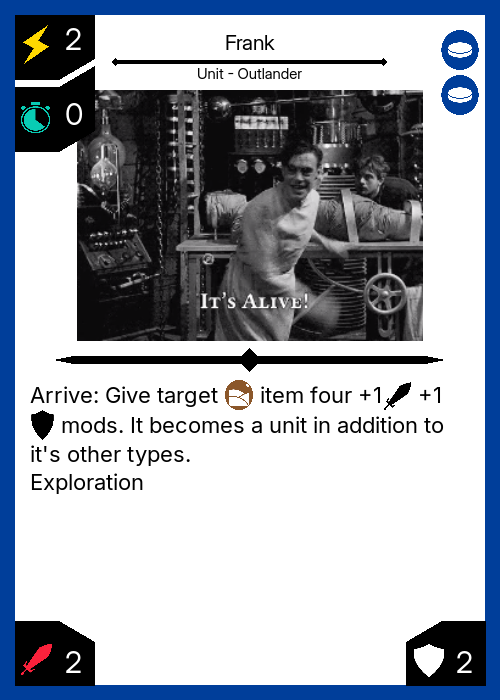 2
Frank
Unit - Outlander
0
It's Alive!
Arrive: Give target item four +1 +1
mods. It becomes a unit in addition to
it's other types.
Exploration
2
2